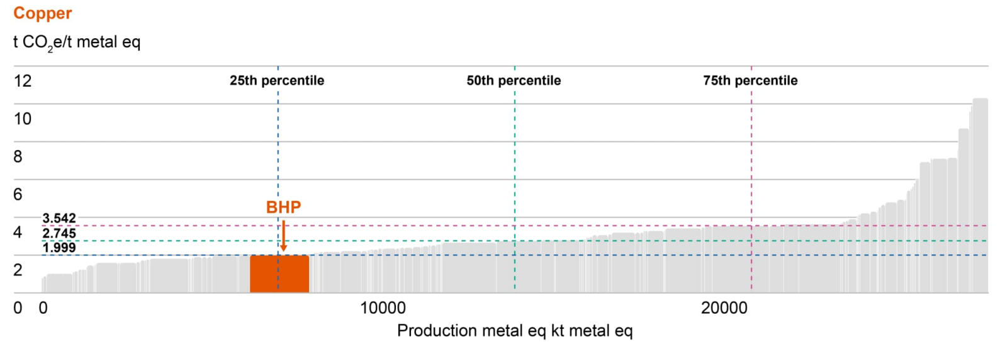 Copper
t CO₂e/t metal eq
12
25th percentile 50th percentile 75th percentile
10
8
6
BHP
3.542
4
2.745
1.999
2
0 0 10000 20000
Production metal eq kt metal eq